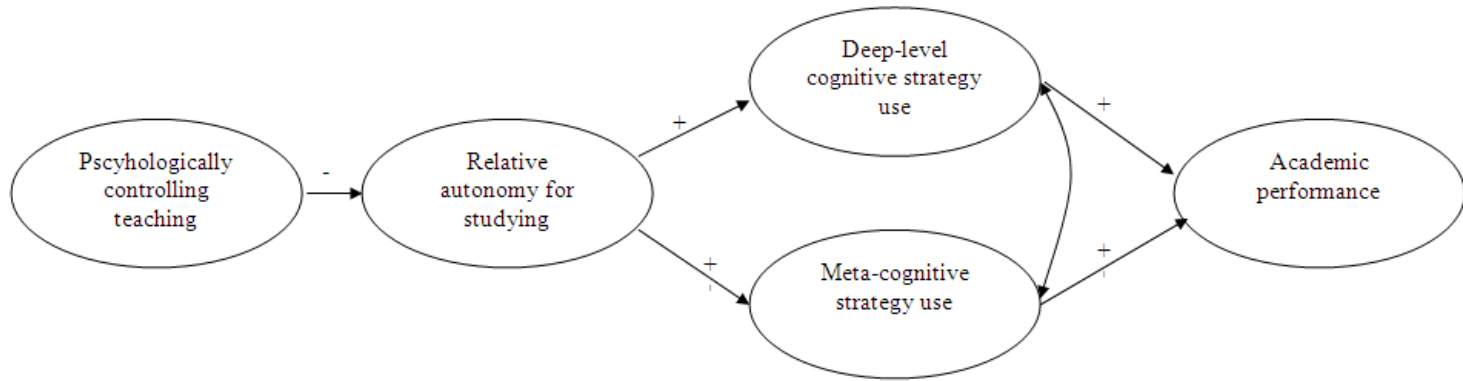 Pscyhologically
controlling
teaching
-
Relative
autonomy for
studying
+
+
Deep-level
cognitive strategy
use
Meta-cognitive
strategy use
+
+
Academic
performance